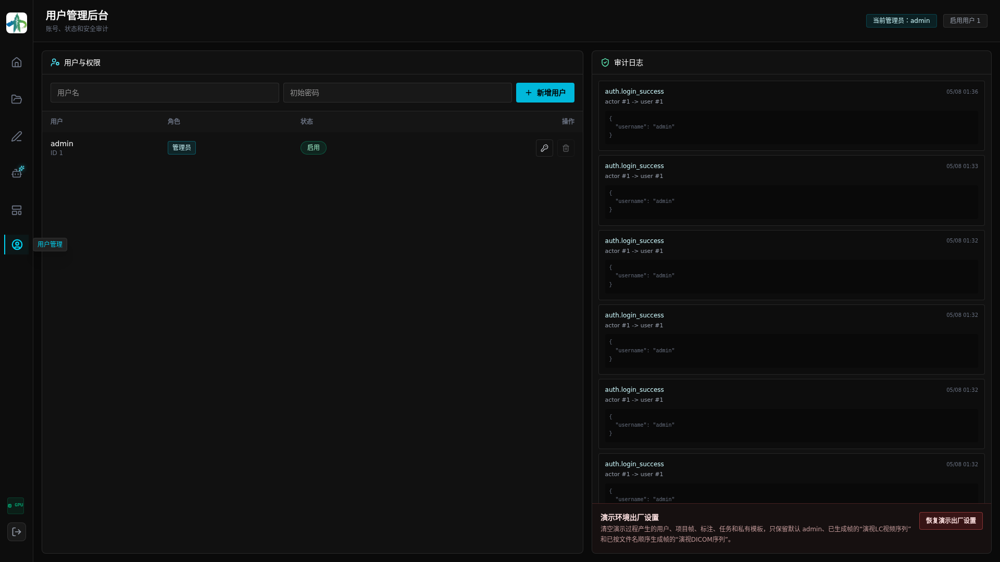 用户管理后台
账号、状态和安全审计
当前管理员：admin
启用用户 1
用户与权限
用户名
初始密码
新增用户
用户
角色
状态
操作
admin
ID 1
管理员
启用
用户管理
GPU
审计日志
auth.login_success
05/08 01:36
actor #1 -> user #1
{
"username": "admin"
}
auth.login_success
05/08 01:33
actor #1 -> user #1
{
"username": "admin"
}
auth.login_success
05/08 01:32
actor #1 -> user #1
{
"username": "admin"
}
auth.login_success
05/08 01:32
actor #1 -> user #1
{
"username": "admin"
}
auth.login_success
05/08 01:32
actor #1 -> user #1
{
"username": "admin"
}
auth.login_success
05/08 01:32
actor #1 -> user #1
{
"username": "admin"
演示环境出厂设置
清空演示过程产生的用户、项目帧、标注、任务和私有模板，只保留默认 admin、已生成帧的“演视LC视频序列”
和已按文件名顺序生成帧的“演视DICOM序列”。
恢复演示出厂设置